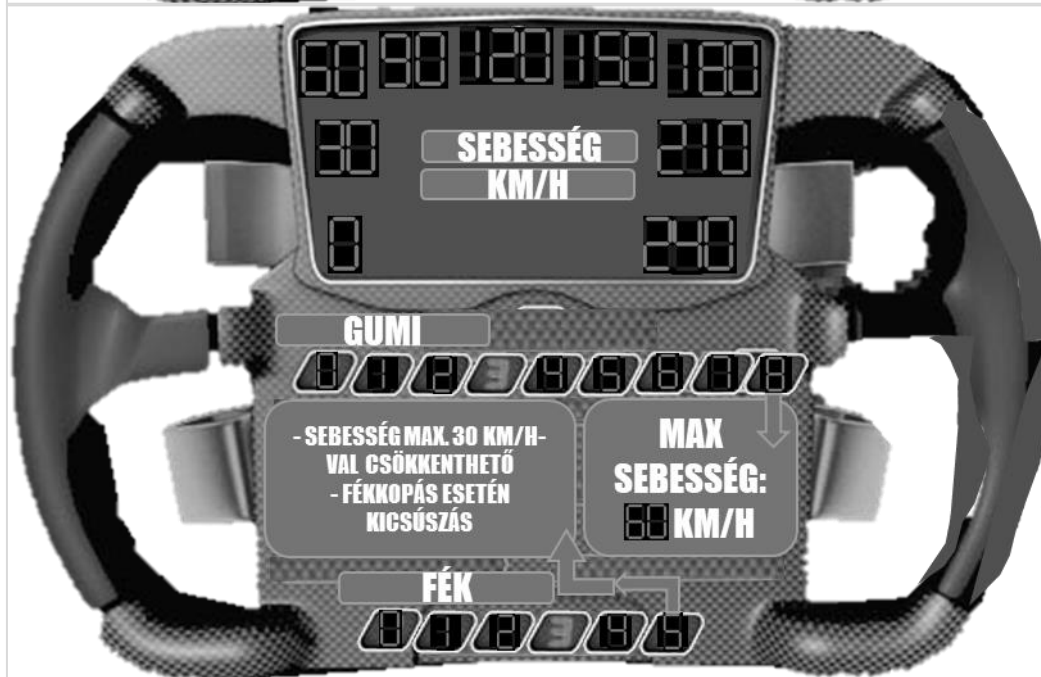 60 90 120 150 180
30 210
SEBESSÉG
KM/H
0 240
GUMI
0 1 2 3 4 5 6 7 8
- SEBESSÉG MAX. 30 KM/H-
VAL CSÖKKENTHETŐ
- FÉKKOPÁS ESETÉN
KICSÚSZÁS
MAX
SEBESSÉG:
60 KM/H
FÉK
0 1 2 3 4 5